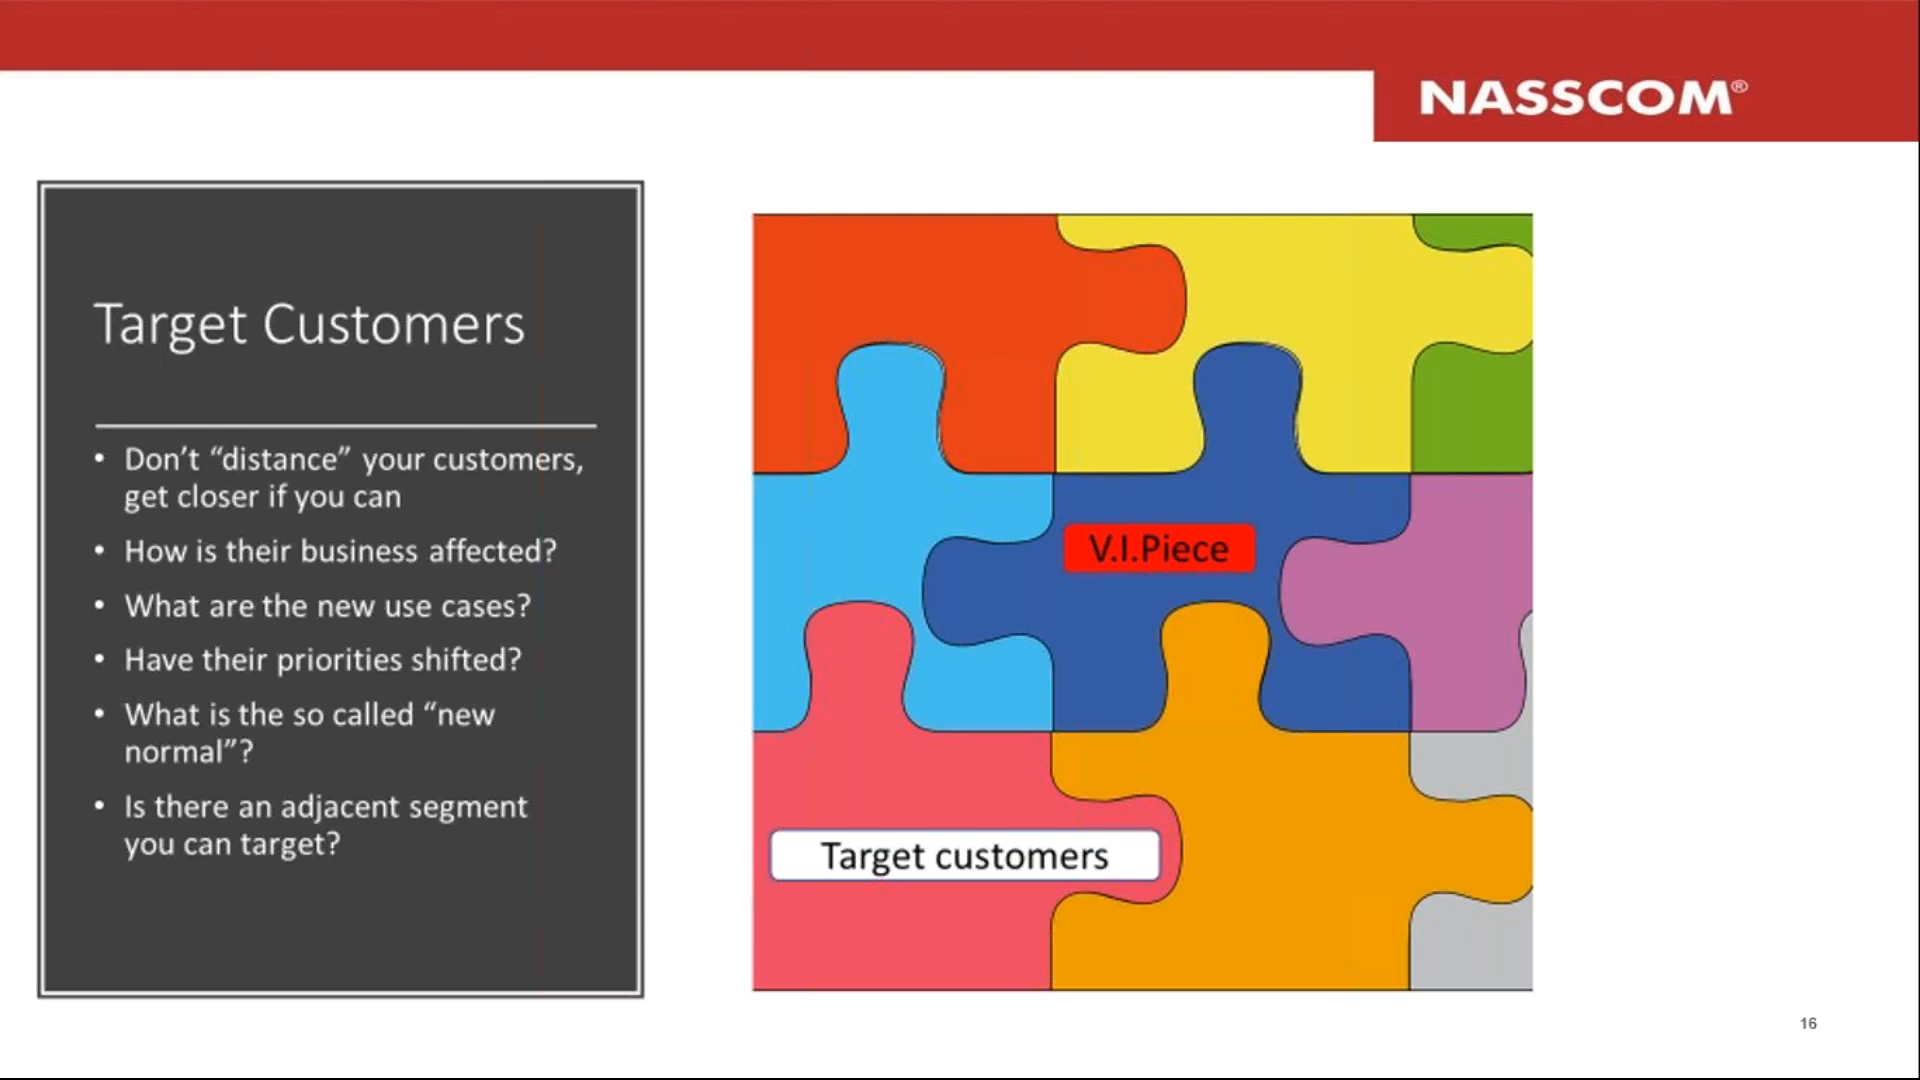 NASSCOM®
Target Customers
• Don’t “distance” your customers,
get closer if you can
• How is their business affected?
• What are the new use cases?
• Have their priorities shifted?
• What is the so called “new
normal”?
• Is there an adjacent segment
you can target?
V.I.Piece
Target customers
16